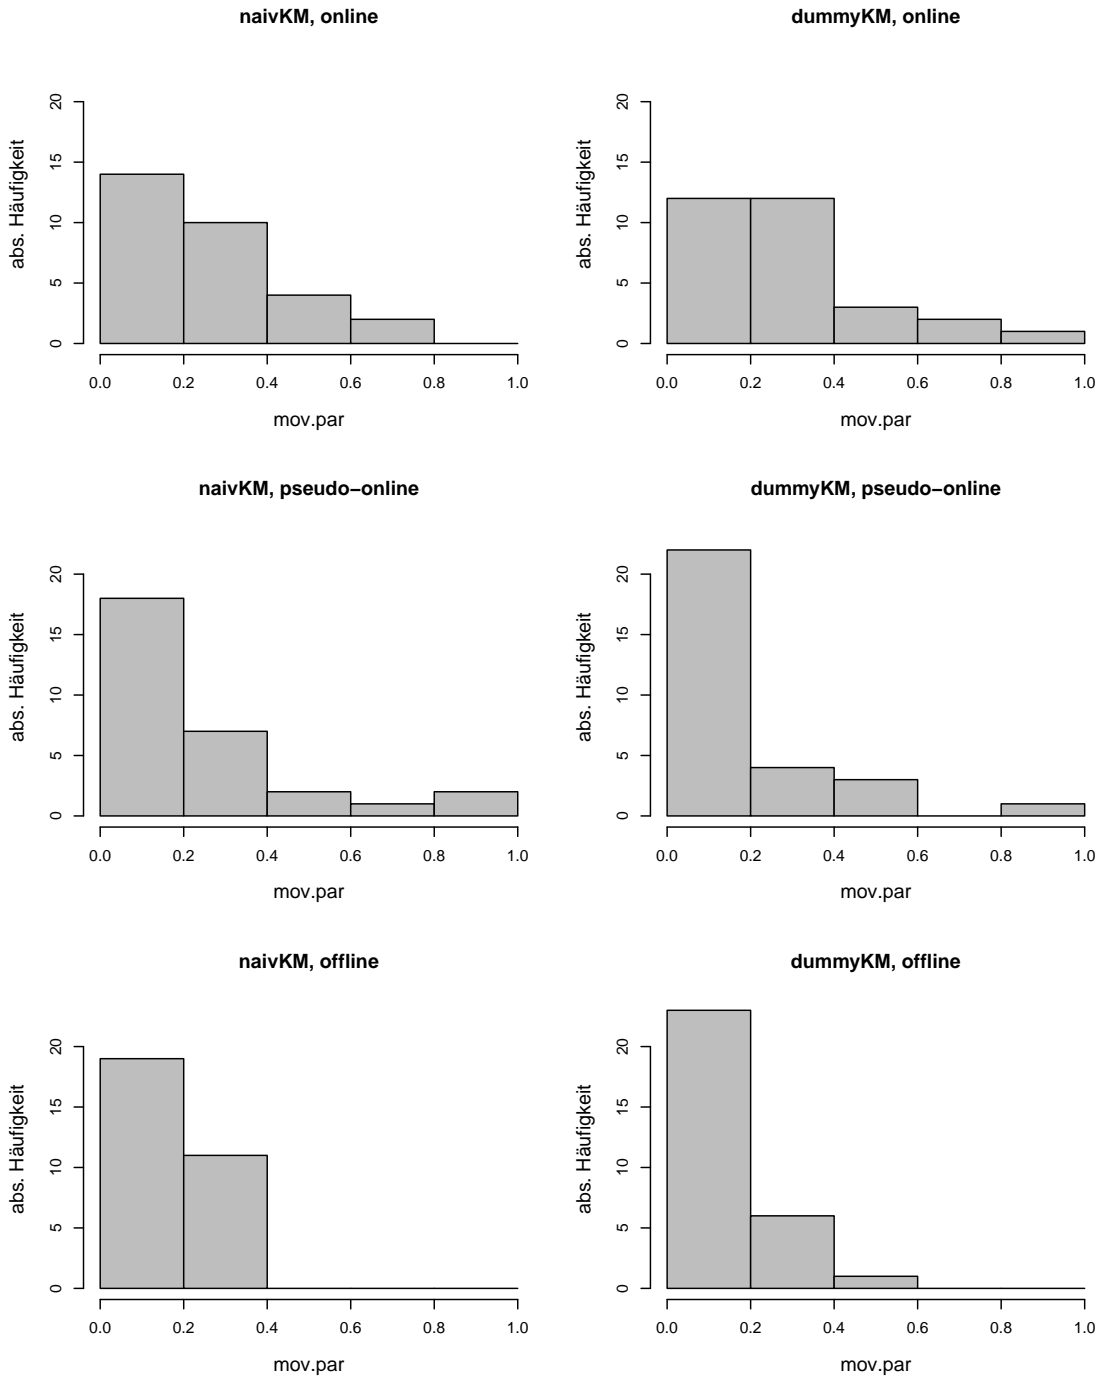 naivKM, online
abs. Häufigkeit
20
15
10
5
0
0.0 0.2 0.4 0.6 0.8 1.0
mov.par
dummyKM, online
abs. Häufigkeit
20
15
10
5
0
0.0 0.2 0.4 0.6 0.8 1.0
mov.par
naivKM, pseudo−online
abs. Häufigkeit
20
15
10
5
0
0.0 0.2 0.4 0.6 0.8 1.0
mov.par
dummyKM, pseudo−online
abs. Häufigkeit
20
15
10
5
0
0.0 0.2 0.4 0.6 0.8 1.0
mov.par
naivKM, offline
abs. Häufigkeit
20
15
10
5
0
0.0 0.2 0.4 0.6 0.8 1.0
mov.par
dummyKM, offline
abs. Häufigkeit
20
15
10
5
0
0.0 0.2 0.4 0.6 0.8 1.0
mov.par